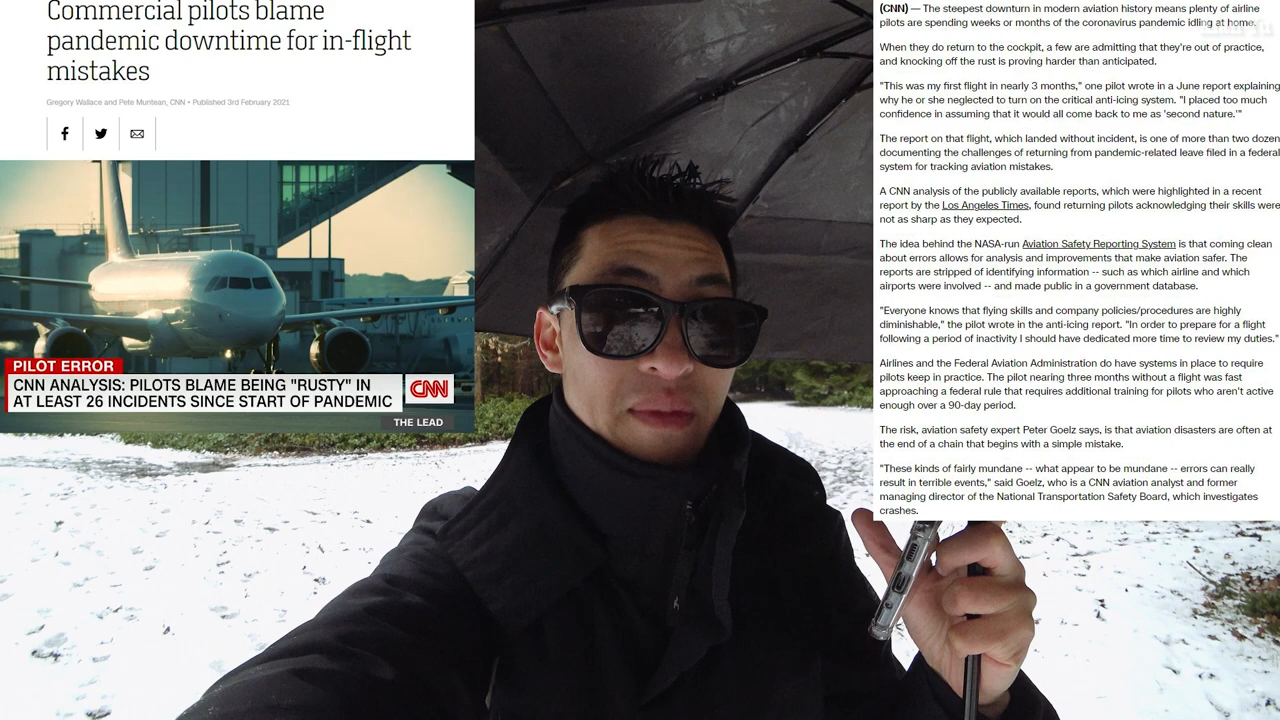 Commercial pilots blame
pandemic downtime for in-flight
mistakes
Gregory Wallace and Pete Muntean, CNN • Published 3rd February 2021
PILOT ERROR
CNN ANALYSIS: PILOTS BLAME BEING "RUSTY" IN
AT LEAST 26 INCIDENTS SINCE START OF PANDEMIC
CNN
THE LEAD
(CNN) — The steepest downturn in modern aviation history means plenty of airline
pilots are spending weeks or months of the coronavirus pandemic idling at home.
When they do return to the cockpit, a few are admitting that they're out of practice,
and knocking off the rust is proving harder than anticipated.
"This was my first flight in nearly 3 months," one pilot wrote in a June report explaining
why he or she neglected to turn on the critical anti-icing system. "I placed too much
confidence in assuming that it would all come back to me as 'second nature.'"
The report on that flight, which landed without incident, is one of more than two dozen
documenting the challenges of returning from pandemic-related leave filed in a federal
system for tracking aviation mistakes.
A CNN analysis of the publicly available reports, which were highlighted in a recent
report by the Los Angeles Times, found returning pilots acknowledging their skills were
not as sharp as they expected.
The idea behind the NASA-run Aviation Safety Reporting System is that coming clean
about errors allows for analysis and improvements that make aviation safer. The
reports are stripped of identifying information -- such as which airline and which
airports were involved -- and made public in a government database.
"Everyone knows that flying skills and company policies/procedures are highly
diminishable," the pilot wrote in the anti-icing report. "In order to prepare for a flight
following a period of inactivity I should have dedicated more time to review my duties."
Airlines and the Federal Aviation Administration do have systems in place to require
pilots keep in practice. The pilot nearing three months without a flight was fast
approaching a federal rule that requires additional training for pilots who aren't active
enough over a 90-day period.
The risk, aviation safety expert Peter Goelz says, is that aviation disasters are often at
the end of a chain that begins with a simple mistake.
"These kinds of fairly mundane -- what appear to be mundane -- errors can really
result in terrible events," said Goelz, who is a CNN aviation analyst and former
managing director of the National Transportation Safety Board, which investigates
crashes.